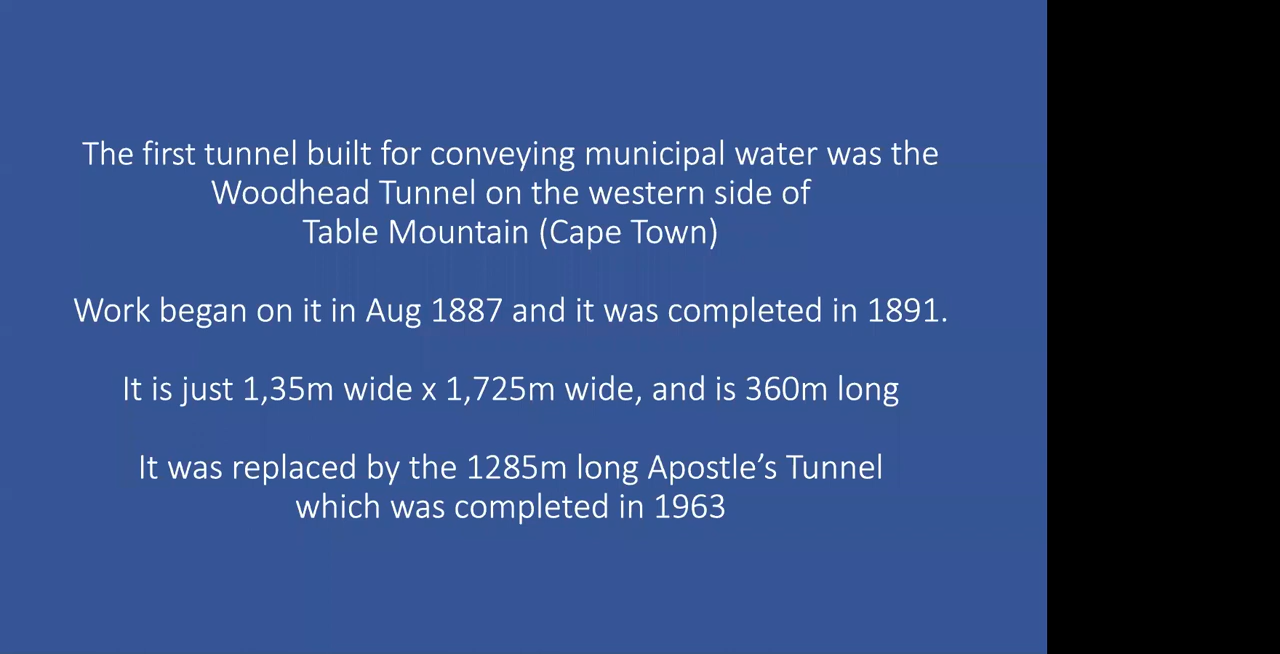 The first tunnel built for conveying municipal water was the
Woodhead Tunnel on the western side of
Table Mountain (Cape Town)
Work began on it in Aug 1887 and it was completed in 1891.
It is just 1,35m wide x 1,725m wide, and is 360m long
It was replaced by the 1285m long Apostle’s Tunnel
which was completed in 1963